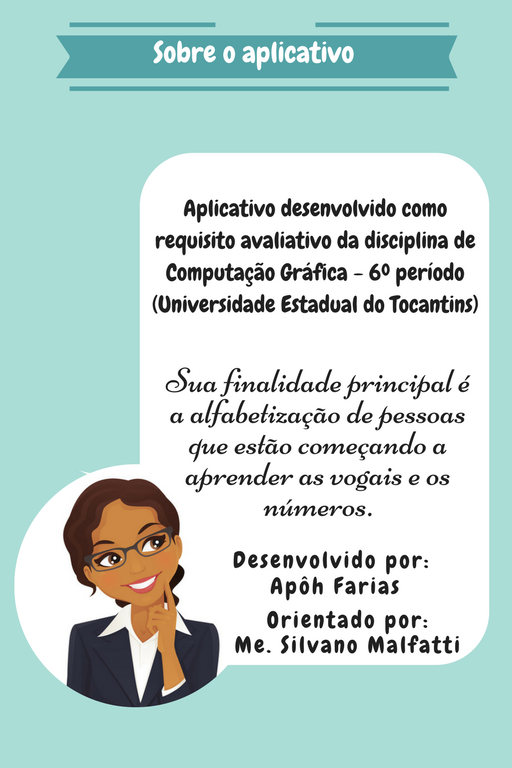 Sobre o aplicativo
Aplicativo desenvolvido como
requisito avaliativo da disciplina de
Computação Gráfica - 6º período
(Universidade Estadual do Tocantins)
Sua finalidade principal é
a alfabetização de pessoas
que estão começando a
aprender as vogais e os
números.
Desenvolvido por:
Apôh Farias
Orientado por:
Me. Silvano Malfatti